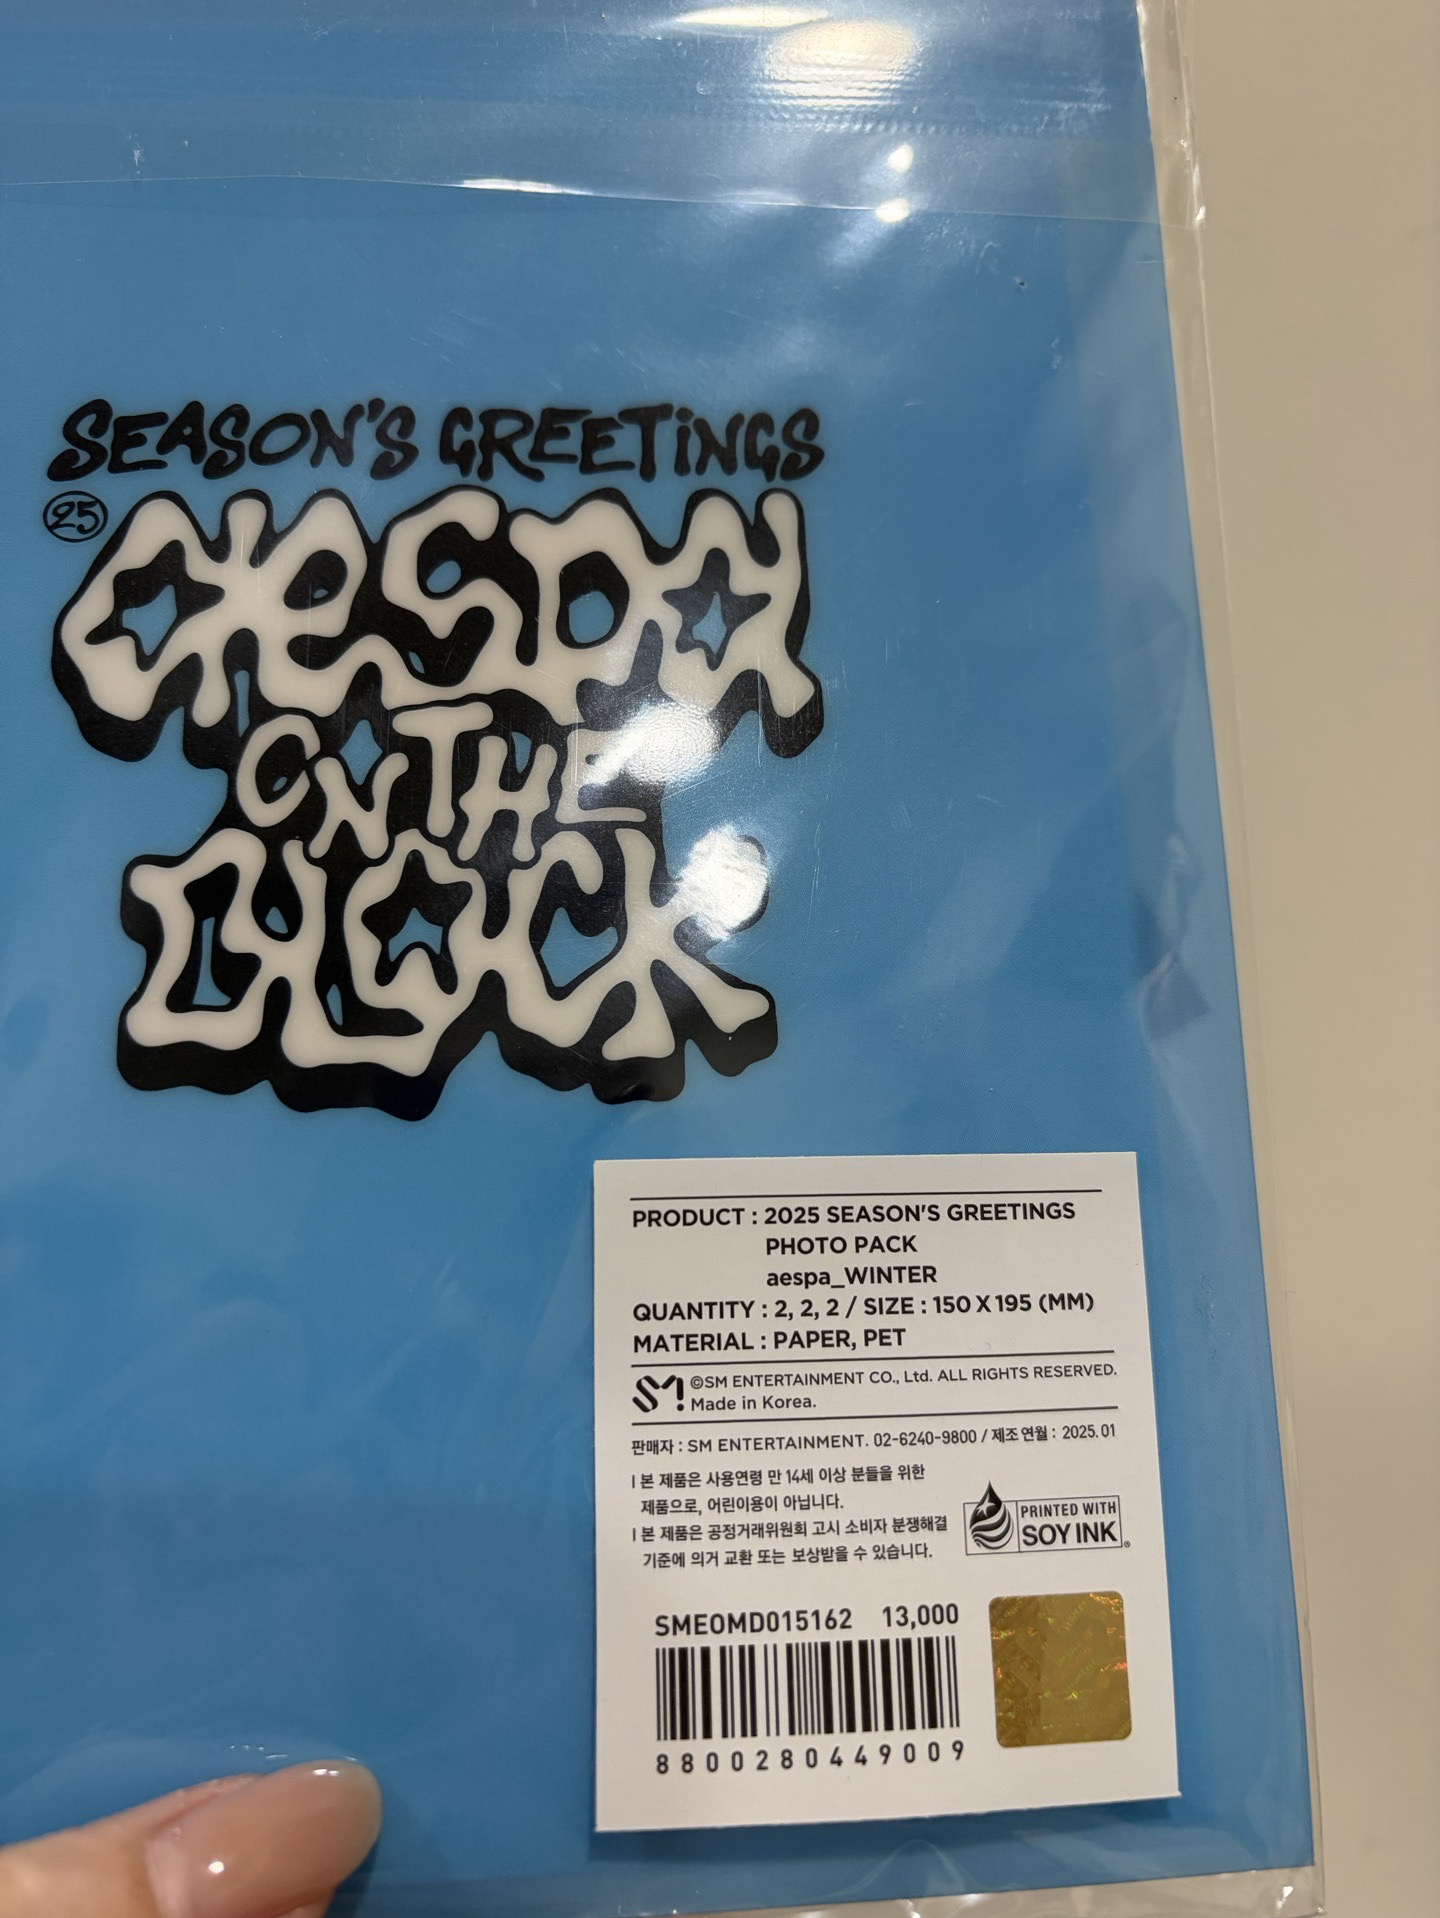 SEASON'S GREETINGS
25
aespa
ON THE
BLOCK
PRODUCT : 2025 SEASON'S GREETINGS
PHOTO PACK
aespa_WINTER
QUANTITY : 2, 2, 2 / SIZE : 150 X 195 (MM)
MATERIAL : PAPER, PET
SM! ©SM ENTERTAINMENT CO., Ltd. ALL RIGHTS RESERVED.
Made in Korea.
판매자 : SM ENTERTAINMENT. 02-6240-9800 / 제조연월 : 2025.01
I 본 제품은 사용연령 만 14세 이상 분들을 위한
제품으로, 어린이용이 아닙니다.
I 본 제품은 공정거래위원회 고시 소비자 분쟁해결
기준에 의거 교환 또는 보상받을 수 있습니다.
PRINTED WITH
SOY INK®
SMEOMD015162 13,000
8800280449009